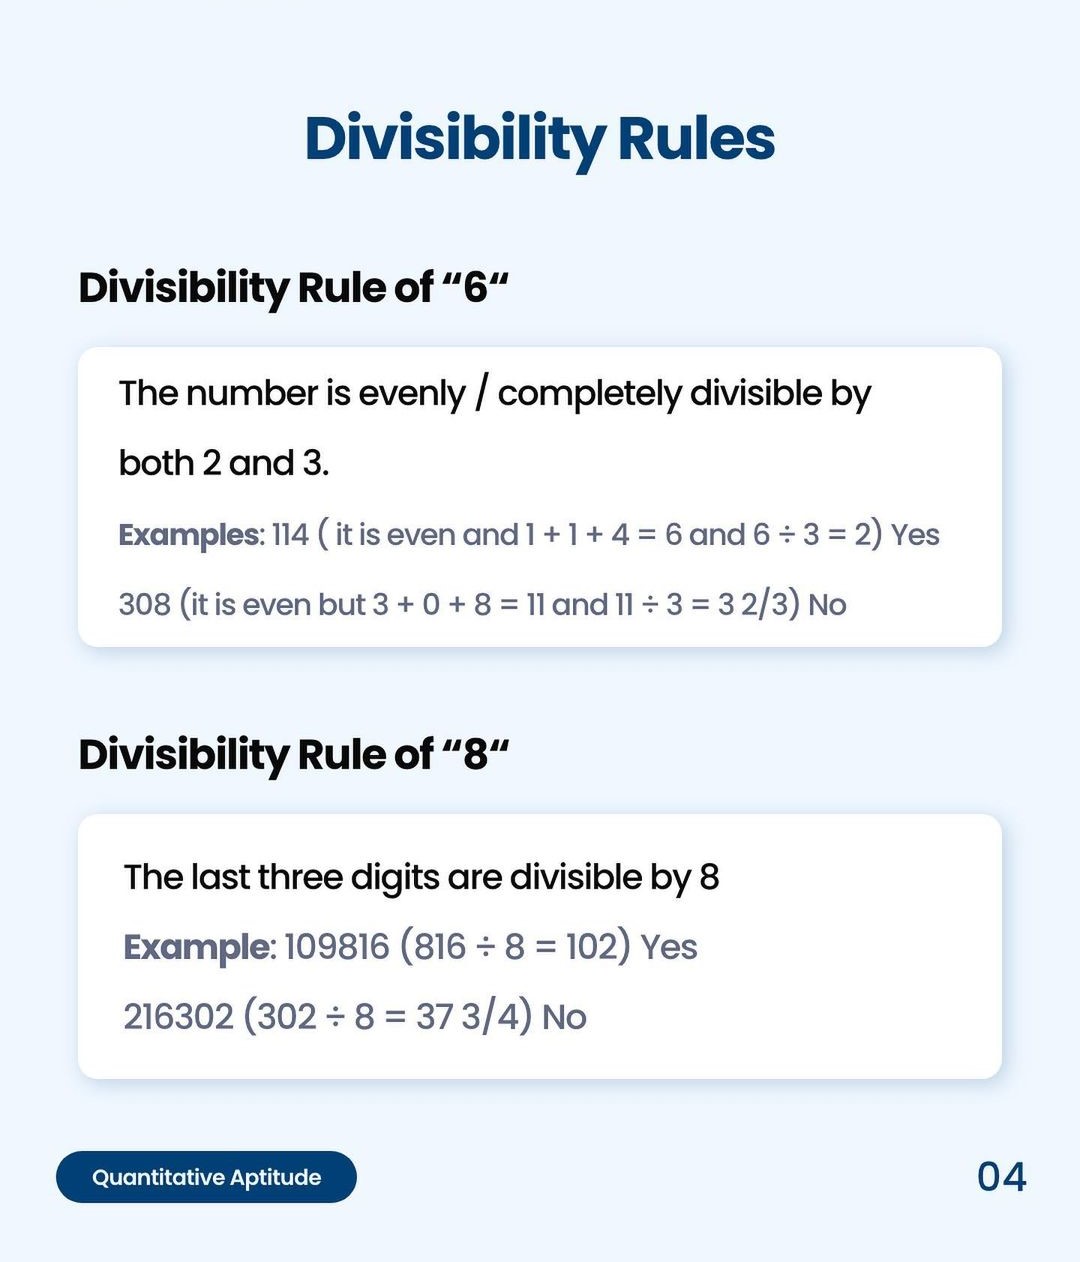 Divisibility Rules
Divisibility Rule of “6“
The number is evenly / completely divisible by
both 2 and 3.
Examples: 114 ( it is even and 1 + 1 + 4 = 6 and 6 ÷ 3 = 2) Yes
308 (it is even but 3 + 0 + 8 = 11 and 11 ÷ 3 = 3 2/3) No
Divisibility Rule of “8“
The last three digits are divisible by 8
Example: 109816 (816 ÷ 8 = 102) Yes
216302 (302 ÷ 8 = 37 3/4) No
Quantitative Aptitude
04